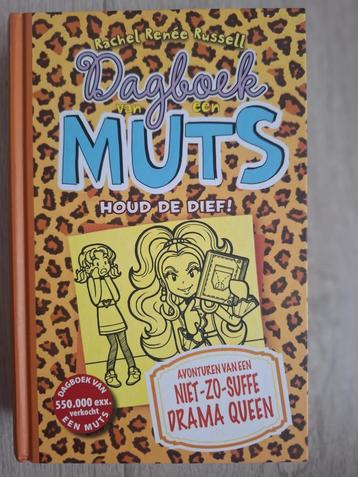 Rachel Renée Russell
Dagboek
van een
MUTS
HOUD DE DIEF!
AVONTUREN VAN EEN
NIET-ZO-SUFFE
DRAMA QUEEN
DAGBOEK VAN
550.000 exx.
verkocht
EEN MUTS